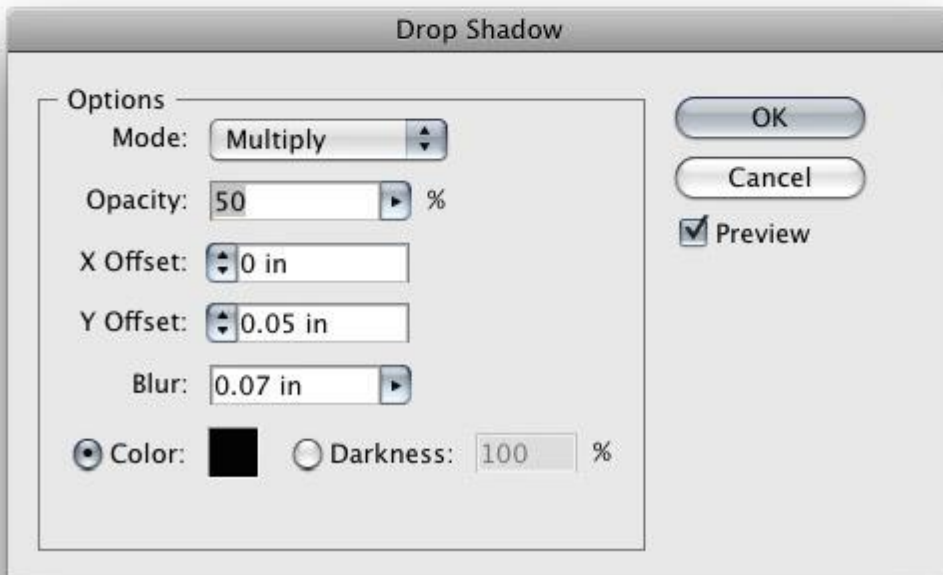 Drop Shadow
Options
Mode: Multiply
Opacity: 50 %
X Offset: 0 in
Y Offset: 0.05 in
Blur: 0.07 in
Color: Darkness: 100 %
OK
Cancel
Preview